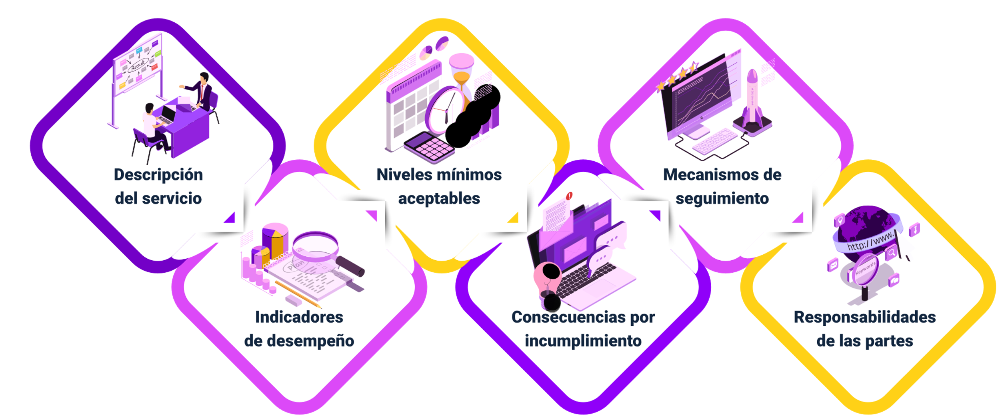 Result
Descripción
del servicio
Plan
Indicadores
de desempeño
Niveles mínimos
aceptables
!
Consecuencias por
incumplimiento
SUCCESS
Mecanismos de
seguimiento
http://www.
Keywords
Responsabilidades
de las partes